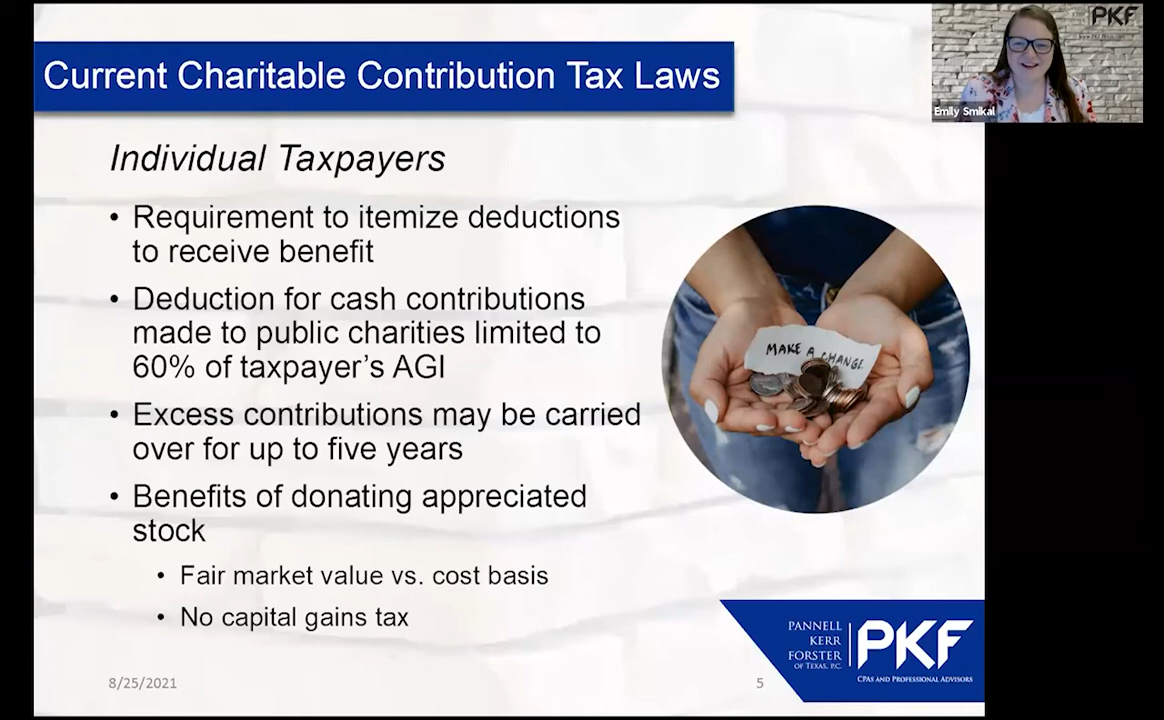 Current Charitable Contribution Tax Laws
PKF
Emily Smikal
Individual Taxpayers
• Requirement to itemize deductions
to receive benefit
• Deduction for cash contributions
made to public charities limited to
60% of taxpayer's AGI
• Excess contributions may be carried
over for up to five years
• Benefits of donating appreciated
stock
• Fair market value vs. cost basis
• No capital gains tax
MAKE A CHANGE
PANNELL
KERR
FORSTER
OF TEXAS, P.C.
PKF
CPAS AND PROFESSIONAL ADVISORS
8/25/2021
5